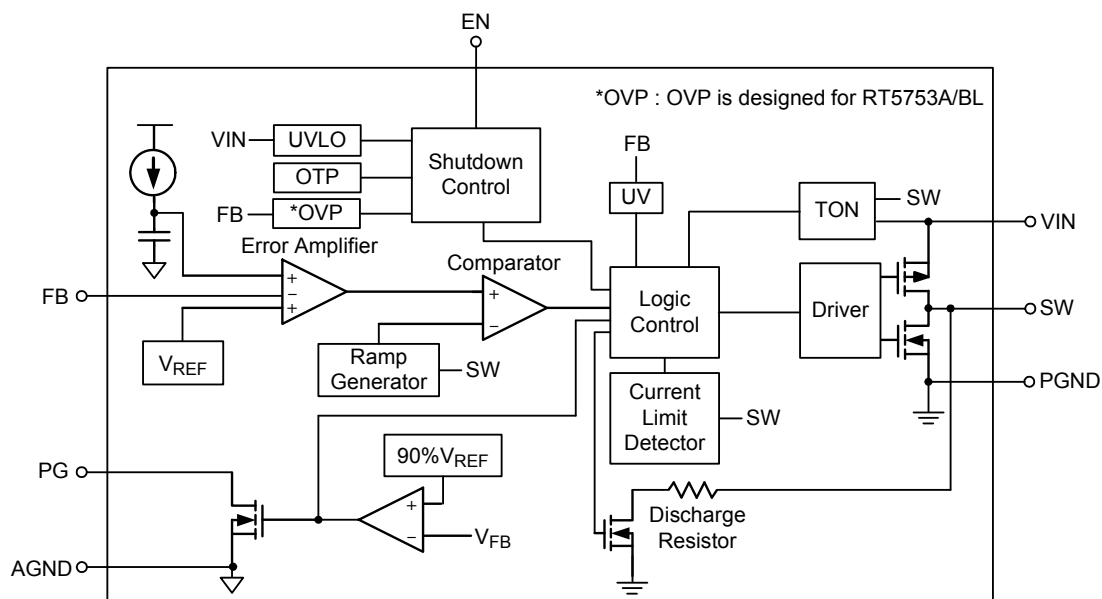 EN
*OVP : OVP is designed for RT5753A/BL
VIN
UVLO
Shutdown
Control
OTP
FB
*OVP
FB
UV
TON
SW
VIN
Error Amplifier
Comparator
+
−
+
FB
+
−
Logic
Control
Driver
SW
VREF
Ramp
Generator
SW
Current
Limit
Detector
SW
PGND
90%VREF
PG
+
−
VFB
Discharge
Resistor
AGND